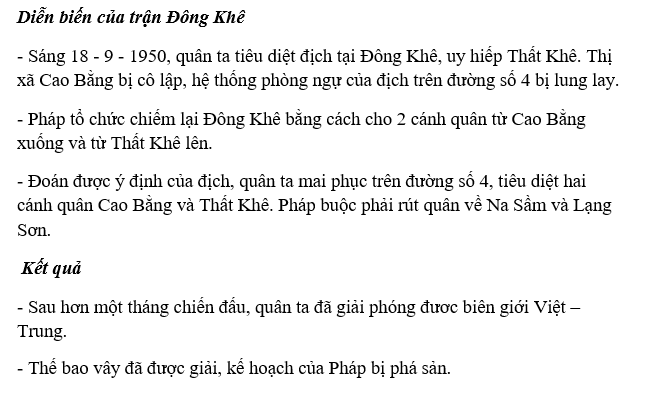 Diễn biến của trận Đông Khê
- Sáng 18 - 9 - 1950, quân ta tiêu diệt địch tại Đông Khê, uy hiếp Thất Khê. Thị
xã Cao Bằng bị cô lập, hệ thống phòng ngự của địch trên đường số 4 bị lung lay.
- Pháp tổ chức chiếm lại Đông Khê bằng cách cho 2 cánh quân từ Cao Bằng
xuống và từ Thất Khê lên.
- Đoán được ý định của địch, quân ta mai phục trên đường số 4, tiêu diệt hai
cánh quân Cao Bằng và Thất Khê. Pháp buộc phải rút quân về Na Sầm và Lạng
Sơn.
Kết quả
- Sau hơn một tháng chiến đấu, quân ta đã giải phóng đươc biên giới Việt –
Trung.
- Thế bao vây đã được giải, kế hoạch của Pháp bị phá sản.